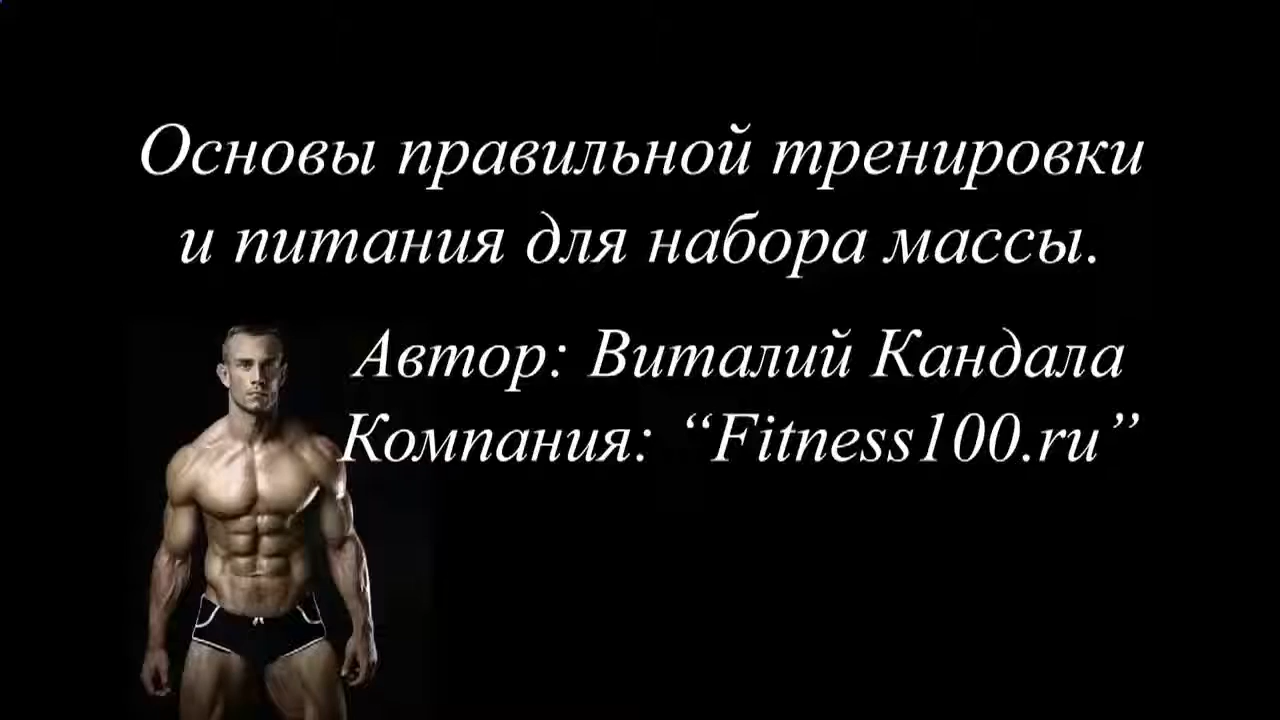 Основы правильной тренировки
и питания для набора массы.
Автор: Виталий Кандала
Компания: “Fitness100.ru”